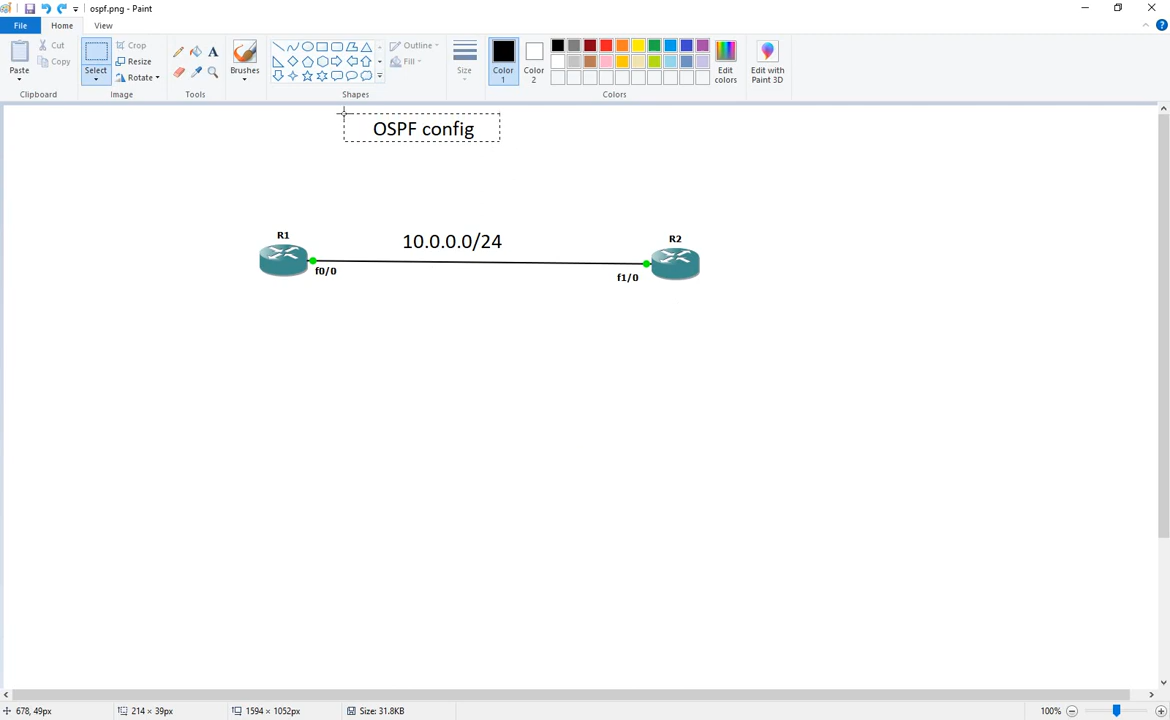 ospf.png - Paint
File
Home
View
Paste
Cut
Copy
Select
Crop
Resize
Rotate
Brushes
Outline
Fill
Size
Color 1
Color 2
Edit colors
Edit with Paint 3D
Clipboard
Image
Tools
Shapes
Colors
OSPF config
R1
10.0.0.0/24
R2
f0/0
f1/0
678, 49px
214 × 39px
1594 × 1052px
Size: 31.8KB
100%